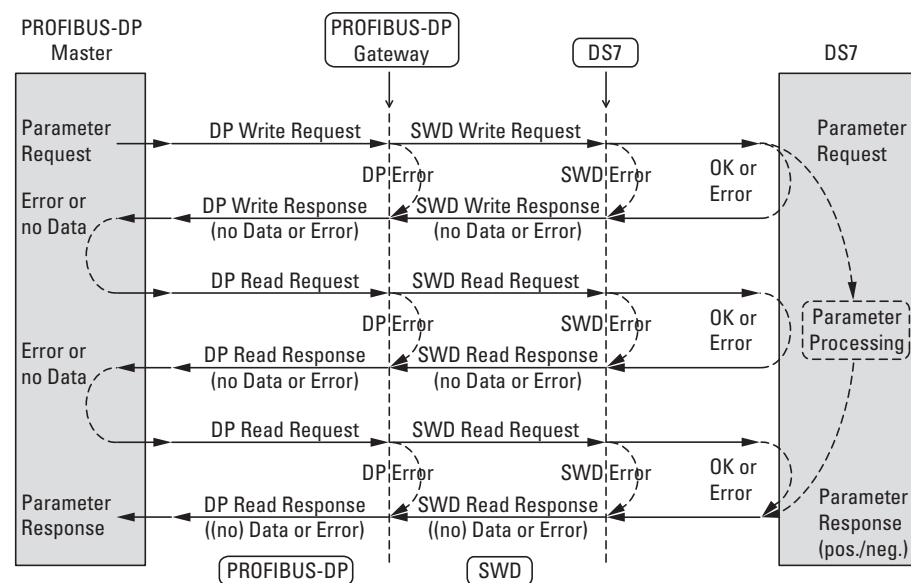 PROFIBUS-DP
Master
PROFIBUS-DP
Gateway
DS7
DS7
Parameter
Request
DP Write Request
SWD Write Request
Parameter
Request
DP Error
SWD Error
OK or
Error
Error or
no Data
DP Write Response
(no Data or Error)
SWD Write Response
(no Data or Error)
DP Read Request
SWD Read Request
DP Error
SWD Error
OK or
Error
Parameter
Processing
Error or
no Data
DP Read Response
(no Data or Error)
SWD Read Response
(no Data or Error)
DP Read Request
SWD Read Request
DP Error
SWD Error
OK or
Error
Parameter
Response
DP Read Response
((no) Data or Error)
SWD Read Response
((no) Data or Error)
Parameter
Response
(pos./neg.)
PROFIBUS-DP
SWD